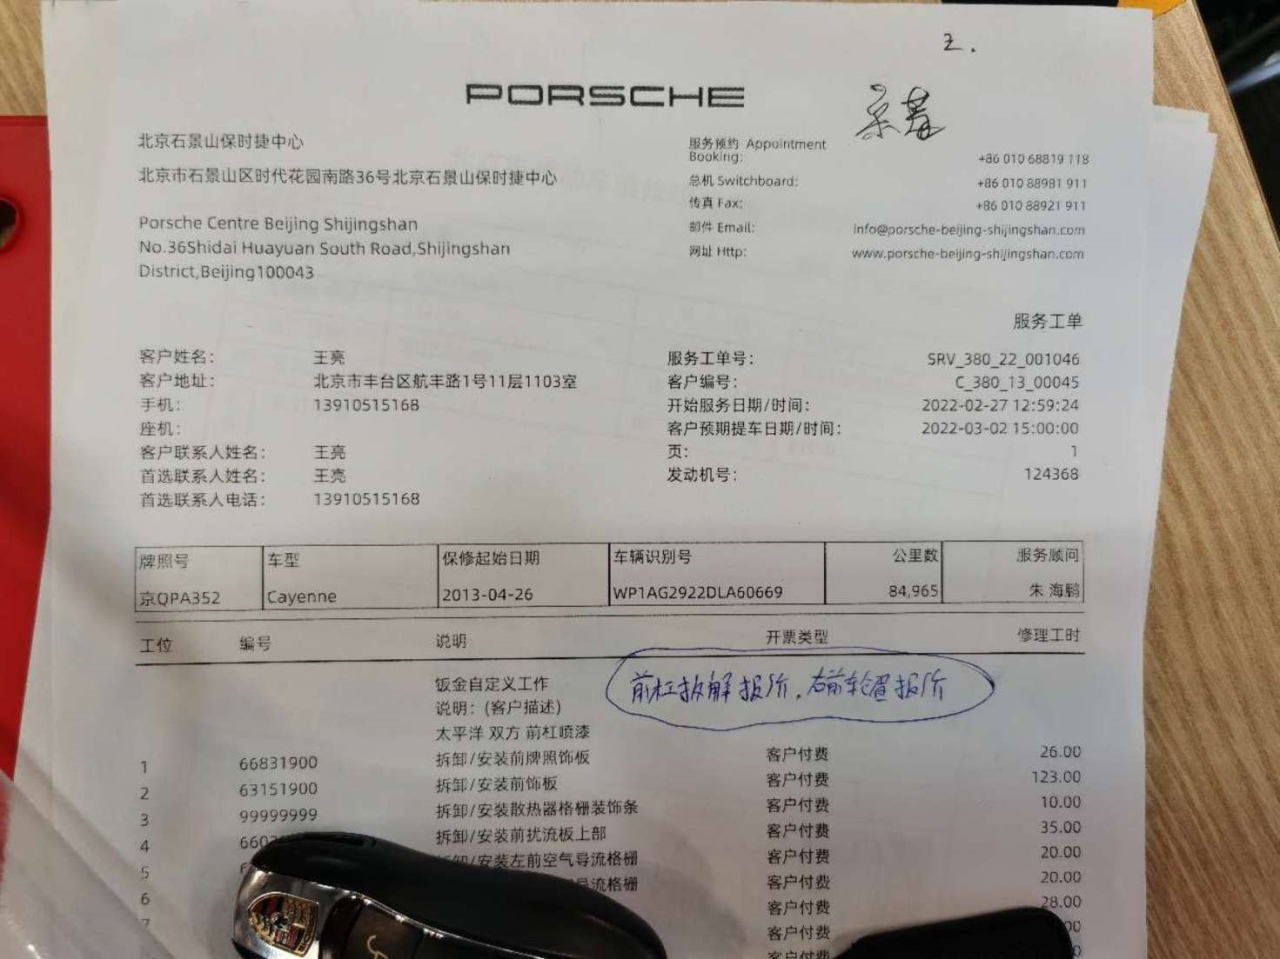 z.
PORSCHE
北京石景山保时捷中心
北京市石景山区时代花园南路36号北京石景山保时捷中心
Porsche Centre Beijing Shijingshan
No.36Shidai Huayuan South Road,Shijingshan
District,Beijing100043
服务预约 Appointment
Booking: +86 010 68819 118
总机 Switchboard: +86 010 88981 911
传真 Fax: +86 010 88921 911
邮件 Email: info@porsche-beijing-shijingshan.com
网址 Http: www.porsche-beijing-shijingshan.com
服务工单
客户姓名: 王亮
客户地址: 北京市丰台区航丰路1号11层1103室
手机: 13910515168
座机:
客户联系人姓名: 王亮
首选联系人姓名: 王亮
首选联系人电话: 13910515168
服务工单号: SRV_380_22_001046
客户编号: C_380_13_00045
开始服务日期/时间: 2022-02-27 12:59:24
客户预期提车日期/时间: 2022-03-02 15:00:00
页: 1
发动机号: 124368
牌照号 车型 保修起始日期 车辆识别号 公里数 服务顾问
京QPA352 Cayenne 2013-04-26 WP1AG2922DLA60669 84,965 朱 海鹏
工位 编号 说明 开票类型 修理工时
钣金自定义工作
前杠拆解报价,右前轮罩报价
说明: (客户描述)
太平洋 双方 前杠喷漆
1 66831900 拆卸/安装前牌照饰板 客户付费 26.00
2 63151900 拆卸/安装前饰板 客户付费 123.00
3 99999999 拆卸/安装散热器格栅装饰条 客户付费 10.00
4 拆卸/安装前扰流板上部 客户付费 35.00
5 /安装左前空气导流格栅 客户付费 20.00
6 导流格栅 客户付费 20.00
7 客户付费 28.00
客户付费